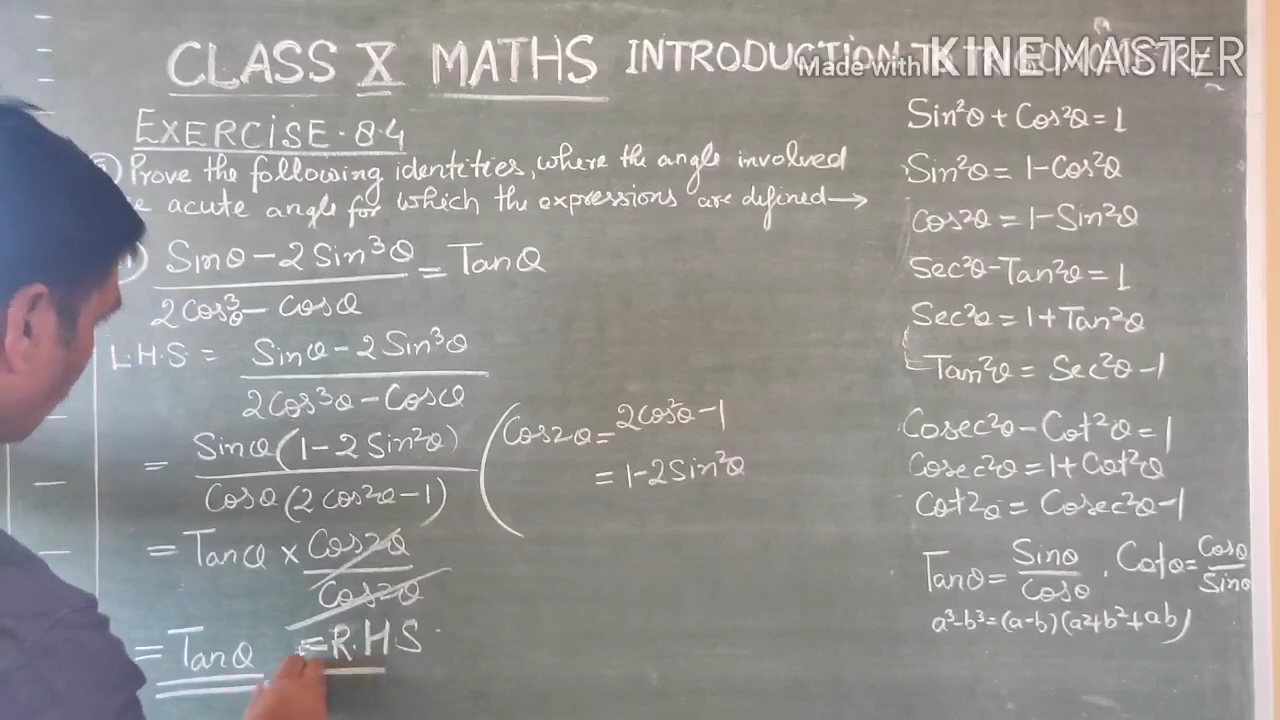 CLASS X MATHS INTRODUCTION TO
Made with KINEMASTER
EXERCISE . 8.4
Prove the following identities, where the angle involved
acute angle for which the expressions are defined→
Sinθ - 2Sin³θ / 2Cos³θ - Cosθ = Tanθ
L.H.S = Sinθ - 2Sin³θ / 2Cos³θ - Cosθ
= Sinθ(1-2Sin²θ) / Cosθ(2cos²θ-1)
(Cos2θ = 2cos²θ-1
= 1-2Sin²θ
= Tanθ × Cos2θ / Cos2θ
= Tanθ = R.H.S
Sin²θ + Cos²θ = 1
Sin²θ = 1-Cos²θ
Cos²θ = 1-Sin²θ
Sec²θ-Tan²θ = 1
Sec²θ = 1+Tan²θ
Tan²θ = Sec²θ-1
Cosec²θ-Cot²θ = 1
Cosec²θ = 1+Cot²θ
Cot²θ = Cosec²θ-1
Tanθ = Sinθ / Cosθ . Cotθ = Cosθ / Sinθ
a³-b³=(a-b)(a²+b²+ab)